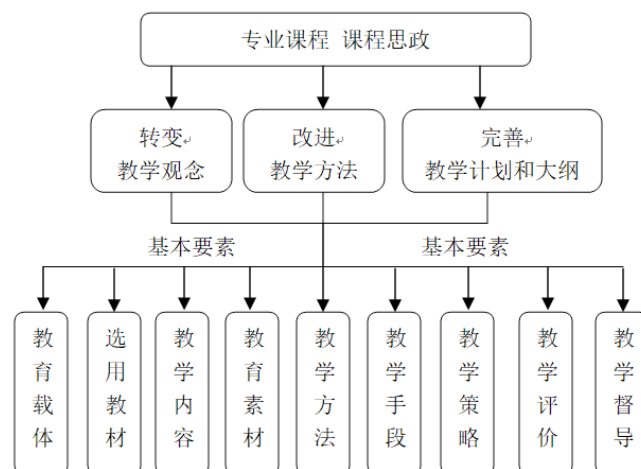 专业课程 课程思政
转变
教学观念
改进
教学方法
完善
教学计划和大纲
基本要素
基本要素
教育载体
选用教材
教学内容
教育素材
教学方法
教学手段
教学策略
教学评价
教学督导